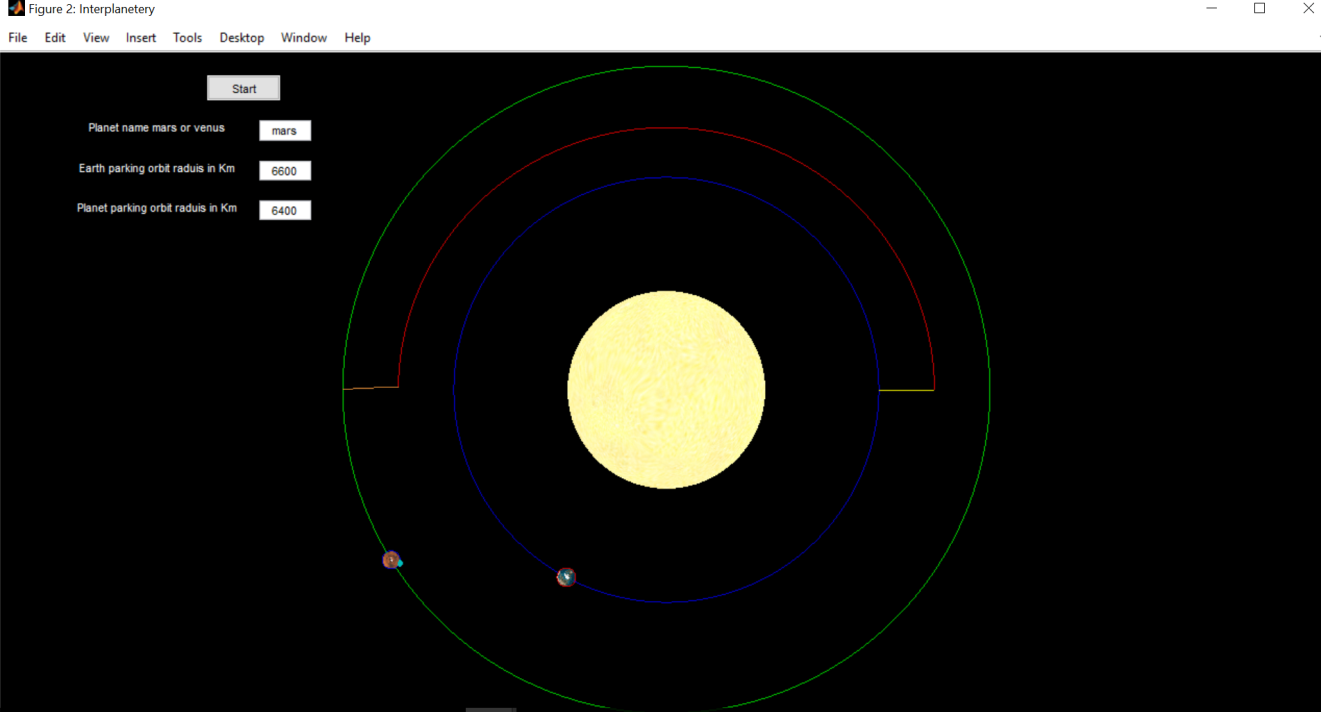 Figure 2: Interplanetery
File Edit View Insert Tools Desktop Window Help
Start
Planet name mars or venus mars
Earth parking orbit raduis in Km 6600
Planet parking orbit raduis in Km 6400